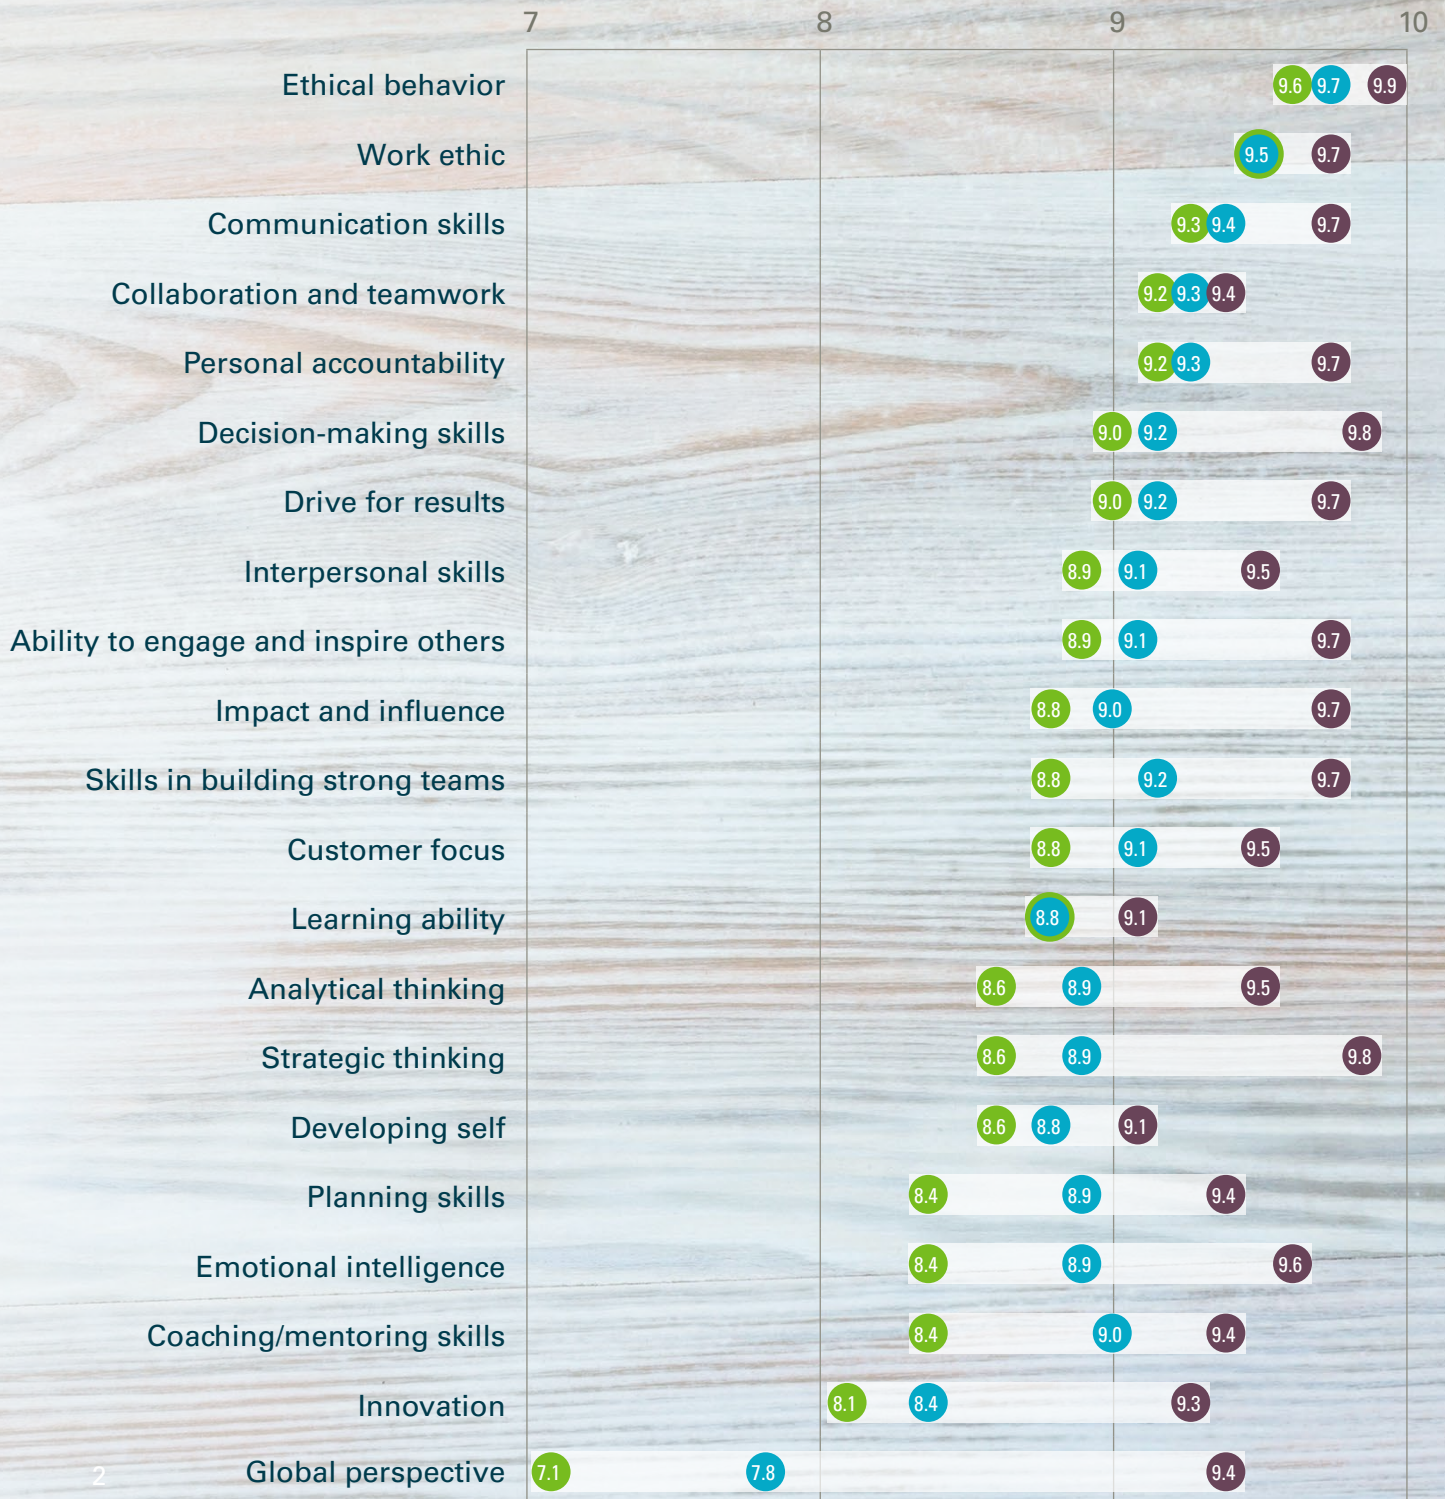 7 8 9 10
Ethical behavior 9.6 9.7 9.9
Work ethic 9.5 9.7
Communication skills 9.3 9.4 9.7
Collaboration and teamwork 9.2 9.3 9.4
Personal accountability 9.2 9.3 9.7
Decision-making skills 9.0 9.2 9.8
Drive for results 9.0 9.2 9.7
Interpersonal skills 8.9 9.1 9.5
Ability to engage and inspire others 8.9 9.1 9.7
Impact and influence 8.8 9.0 9.7
Skills in building strong teams 8.8 9.2 9.7
Customer focus 8.8 9.1 9.5
Learning ability 8.8 9.1
Analytical thinking 8.6 8.9 9.5
Strategic thinking 8.6 8.9 9.8
Developing self 8.6 8.8 9.1
Planning skills 8.4 8.9 9.4
Emotional intelligence 8.4 8.9 9.6
Coaching/mentoring skills 8.4 9.0 9.4
Innovation 8.1 8.4 9.3
2 Global perspective 7.1 7.8 9.4